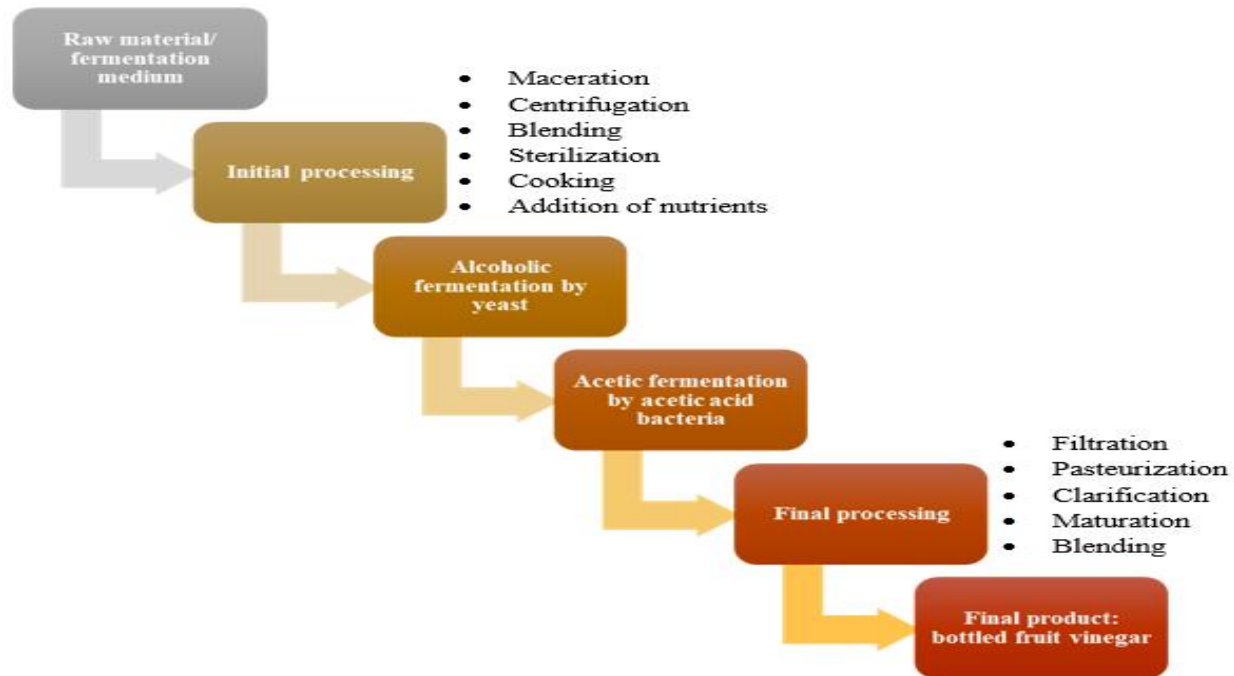 Raw material/
fermentation
medium
• Maceration
• Centrifugation
• Blending
• Sterilization
• Cooking
• Addition of nutrients
Initial processing
Alcoholic
fermentation by
yeast
Acetic fermentation
by acetic acid
bacteria
• Filtration
• Pasteurization
• Clarification
• Maturation
• Blending
Final processing
Final product:
bottled fruit vinegar